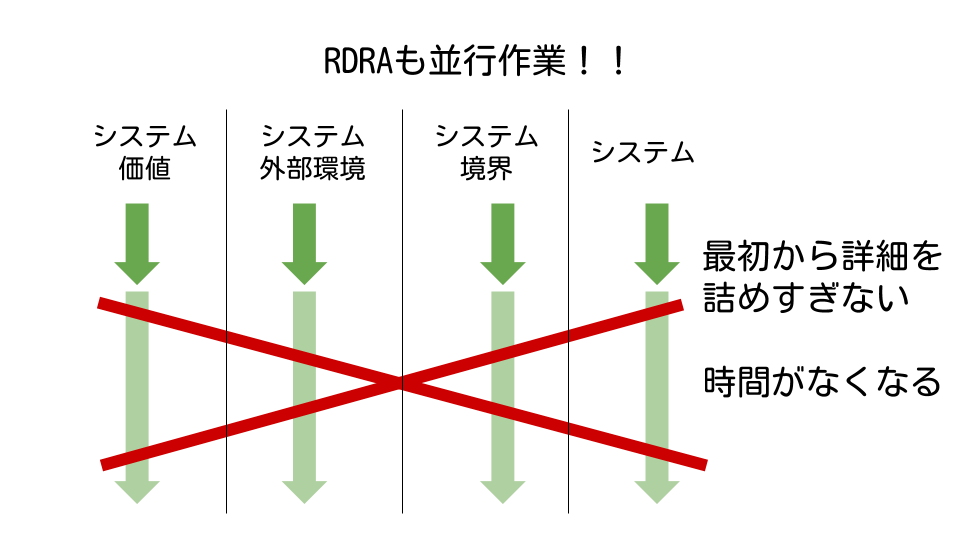 RDRAも並行作業！！
システム
価値
システム
外部環境
システム
境界
システム
最初から詳細を
詰めすぎない
時間がなくなる